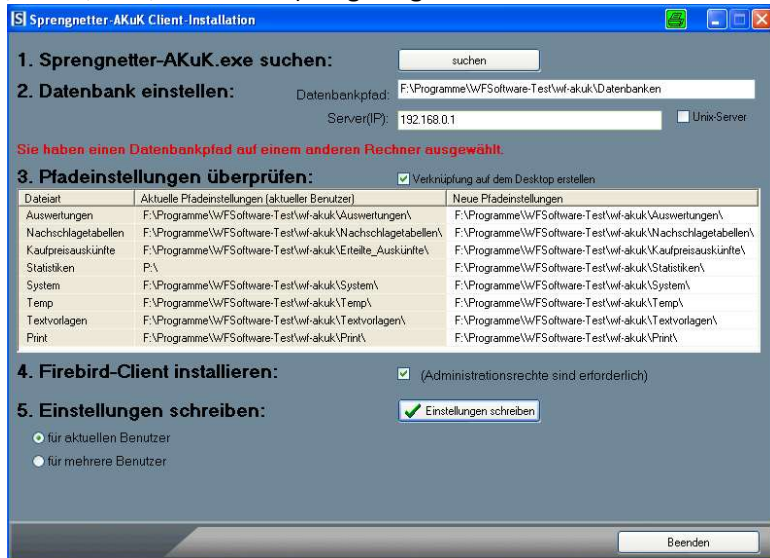 Sprengnetter-AKuK Client-Installation
1. Sprengnetter-AKuK.exe suchen:
suchen
2. Datenbank einstellen:
Datenbankpfad:
F:\Programme\WFSoftware-Test\wf-akuk\Datenbanken
Server(IP):
192.168.0.1
Unix-Server
Sie haben einen Datenbankpfad auf einem anderen Rechner ausgewählt.
3. Pfadeinstellungen überprüfen:
Verknüpfung auf dem Desktop erstellen
Dateiart Aktuelle Pfadeinstellungen (aktueller Benutzer) Neue Pfadeinstellungen
Auswertungen F:\Programme\WFSoftware-Test\wf-akuk\Auswertungen\ F:\Programme\WFSoftware-Test\wf-akuk\Auswertungen\
Nachschlagetabellen F:\Programme\WFSoftware-Test\wf-akuk\Nachschlagetabellen\ F:\Programme\WFSoftware-Test\wf-akuk\Nachschlagetabellen\
Kaufpreisauskünfte F:\Programme\WFSoftware-Test\wf-akuk\Erteilte_Auskünfte\ F:\Programme\WFSoftware-Test\wf-akuk\Kaufpreisauskünfte\
Statistiken P:\ F:\Programme\WFSoftware-Test\wf-akuk\Statistiken\
System F:\Programme\WFSoftware-Test\wf-akuk\System\ F:\Programme\WFSoftware-Test\wf-akuk\System\
Temp F:\Programme\WFSoftware-Test\wf-akuk\Temp\ F:\Programme\WFSoftware-Test\wf-akuk\Temp\
Textvorlagen F:\Programme\WFSoftware-Test\wf-akuk\Textvorlagen\ F:\Programme\WFSoftware-Test\wf-akuk\Textvorlagen\
Print F:\Programme\WFSoftware-Test\wf-akuk\Print\ F:\Programme\WFSoftware-Test\wf-akuk\Print\
4. Firebird-Client installieren:
(Administrationsrechte sind erforderlich)
5. Einstellungen schreiben:
Einstellungen schreiben
für aktuellen Benutzer
für mehrere Benutzer
Beenden